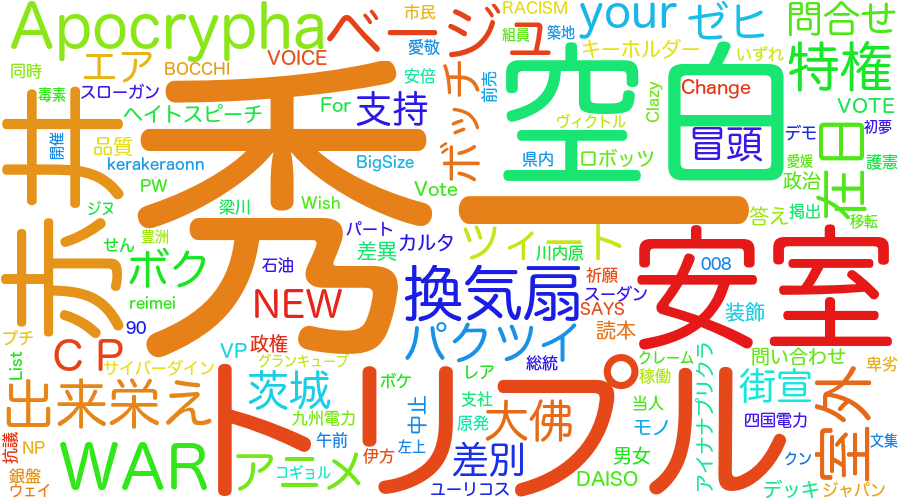 Apocrypha
ベージュ
市民
RACISM
your
ゼヒ
問合せ
エア
BOCCHI
VOICE
愛敬
組員
築地
キーホルダー
いずれ
特権
同時
毒素
スローガン
ヘイトスピーチ
For
支持
安倍
前売
ボッチ
ヴィクトル
Clazy
Change
VOTE
赤井
秀一
空白
冒頭
デモ
初夢
開催
品質
kerakeraonn
BigSize
県内
ロボッツ
愛媛
護憲
在日
政治
PW
梁川
Wish
Vote
答え
掲出
移転
ジヌ
豊洲
せん
パート
カルタ
差異
ツィート
川内原
安室
ボク
石油
換気扇
祈願
008
reimei
NEW
スーダン
90
SAYS
装飾
プチ
List
CP
政権
VP
パクツイ
読本
サイバーダイン
グランキューブ
総統
クレーム
問い合わせ
卑劣
出来栄え
茨城
トリプル
ボケ
レア
稼働
アイナナブリクラ
街宣
室外
九州電力
中止
支社
大佛
当人
抗議
NP
午前
左上
原発
モノ
四国電力
文集
WAR
アニメ
伊方
差別
男女
クン
銀盤
ウェイ
コギョル
ユーリコス
DAISO
デッキ
ジャパン
乃